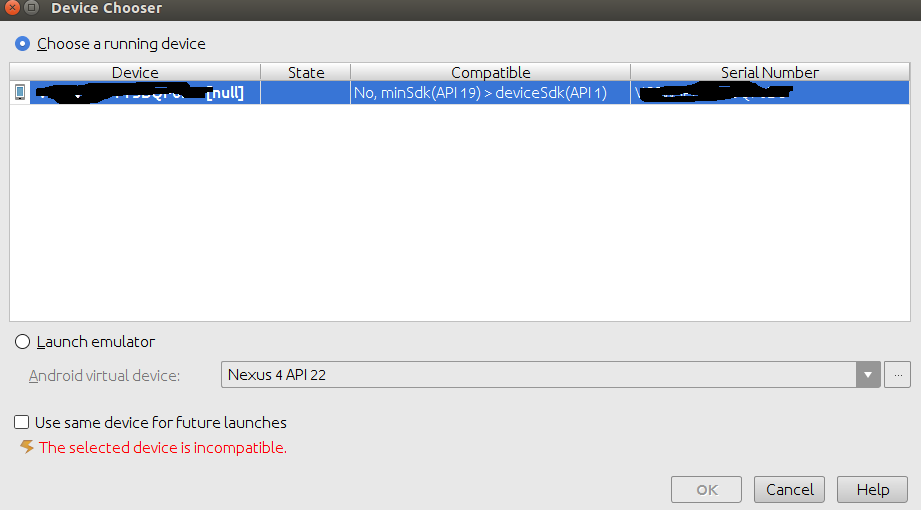 Device Chooser
Choose a running device
Device State Compatible Serial Number
[null] No, minSdk(API 19) > deviceSdk(API 1)
Launch emulator
Android virtual device: Nexus 4 API 22 ...
Use same device for future launches
The selected device is incompatible.
OK Cancel Help